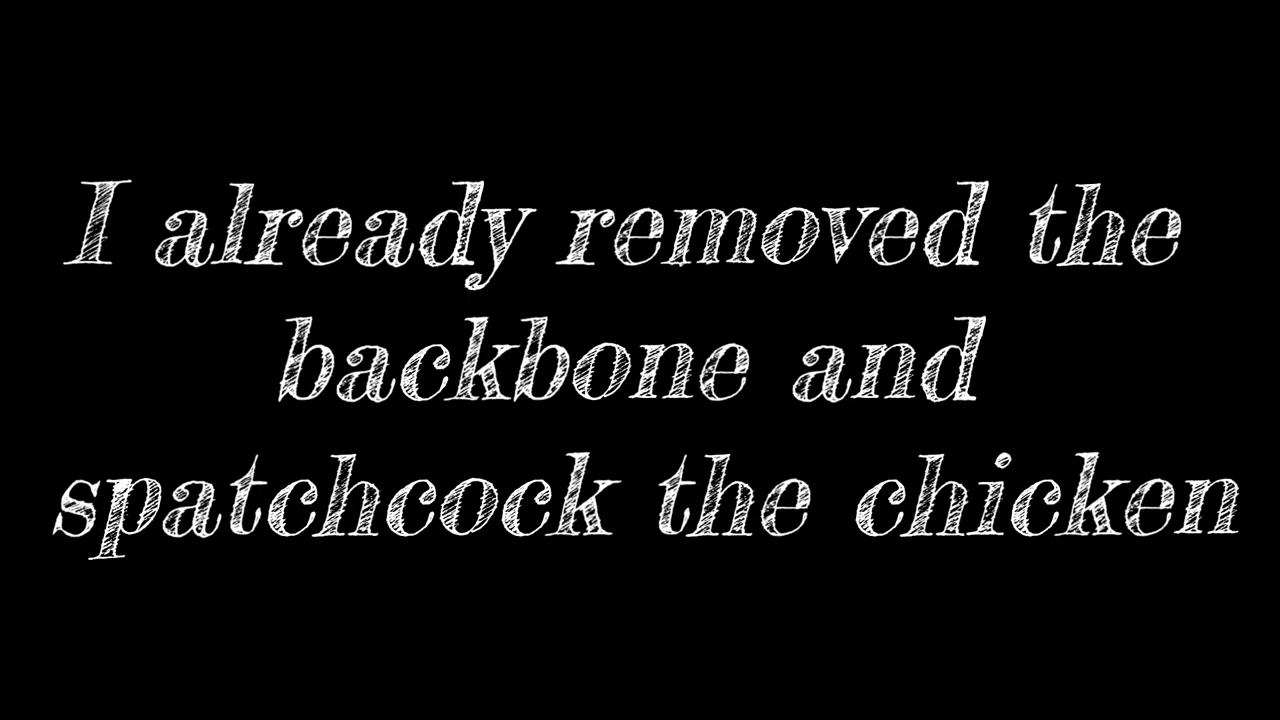 I already removed the
backbone and
spatchcock the chicken